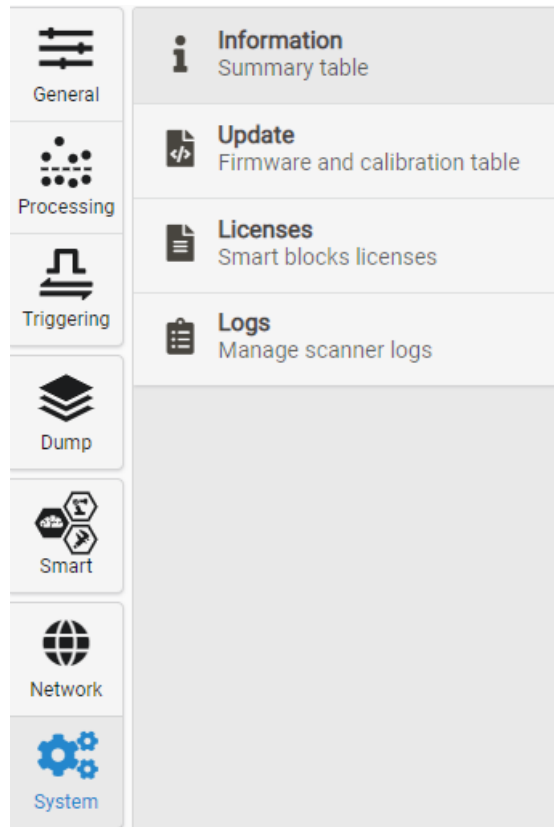 General
Processing
Triggering
Dump
Smart
Network
System
Information
Summary table
Update
Firmware and calibration table
Licenses
Smart blocks licenses
Logs
Manage scanner logs